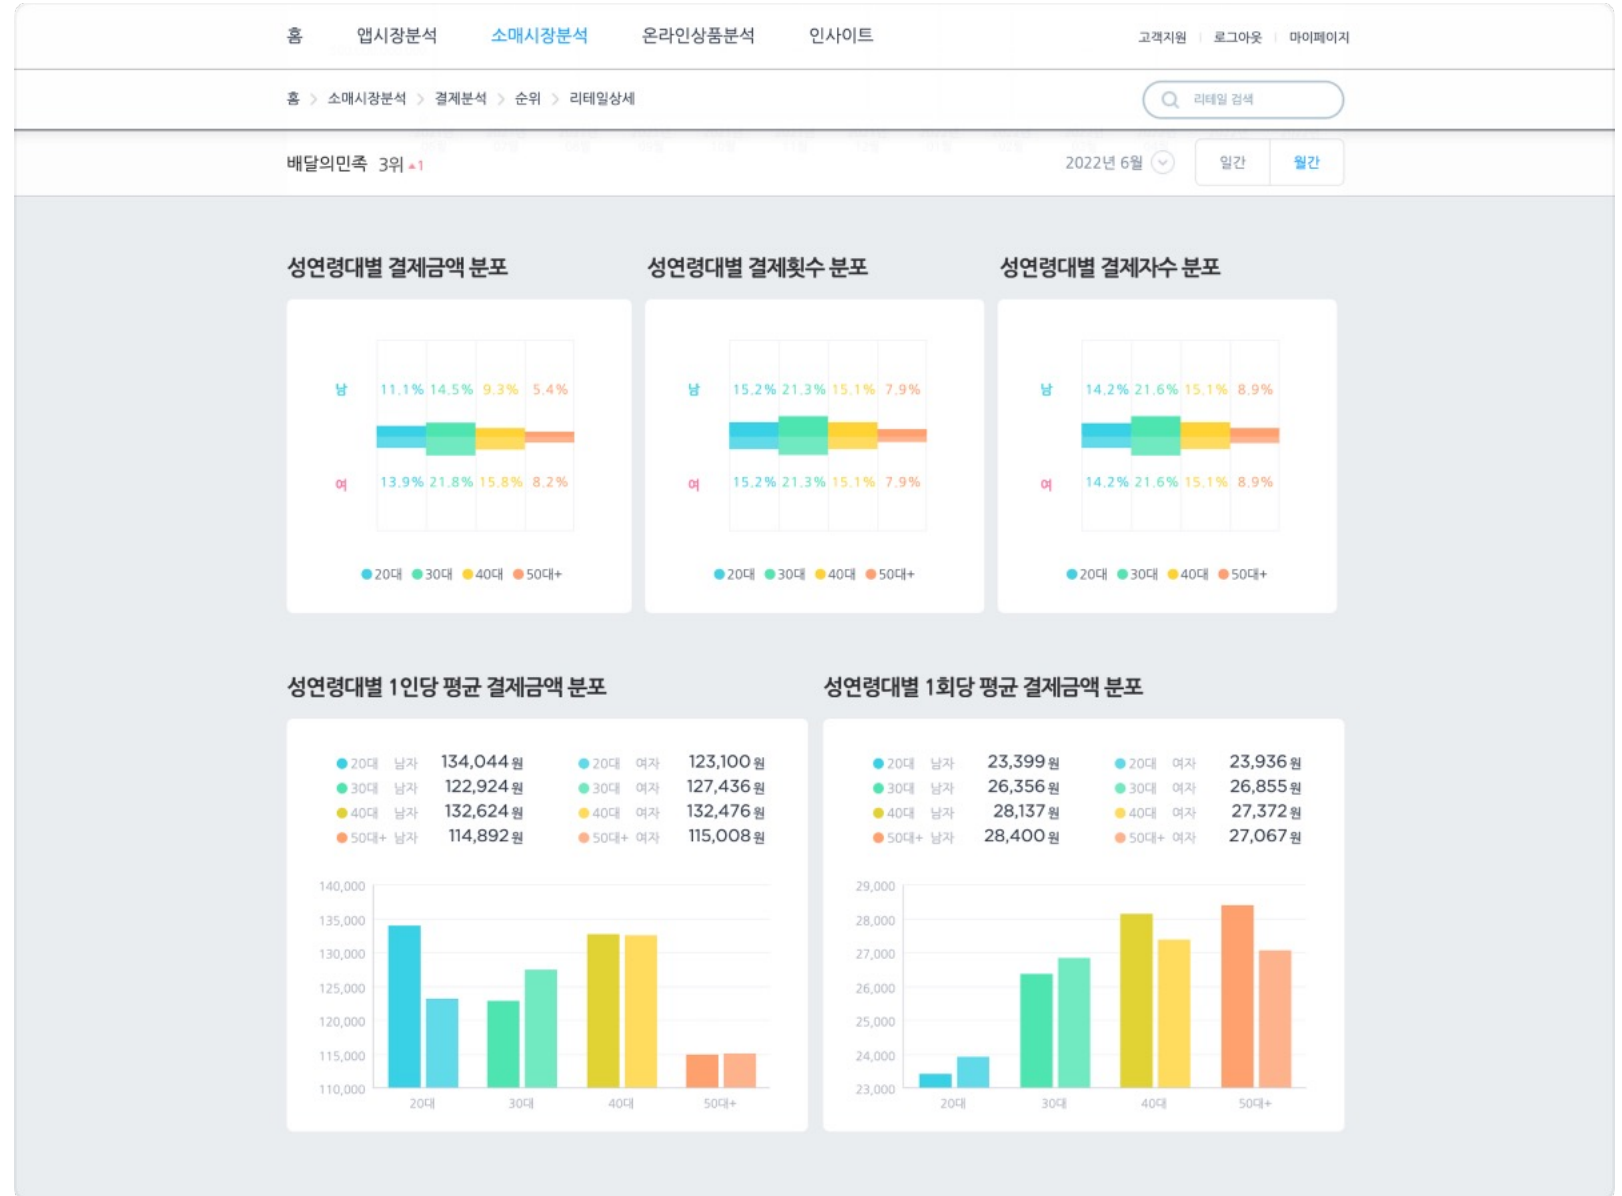 홈 앱시장분석 소매시장분석 온라인상품분석 인사이트 고객지원 로그아웃 마이페이지
홈 > 소매시장분석 > 결제분석 > 순위 > 리테일상세 리테일 검색
배달의민족 3위 ▲1 2022년 6월 일간 월간
성연령대별 결제금액 분포
남 11.1% 14.5% 9.3% 5.4%
여 13.9% 21.8% 15.8% 8.2%
20대 30대 40대 50대+
성연령대별 결제횟수 분포
남 15.2% 21.3% 15.1% 7.9%
여 15.2% 21.3% 15.1% 7.9%
20대 30대 40대 50대+
성연령대별 결제자수 분포
남 14.2% 21.6% 15.1% 8.9%
여 14.2% 21.6% 15.1% 8.9%
20대 30대 40대 50대+
성연령대별 1인당 평균 결제금액 분포
20대 남자 134,044원 20대 여자 123,100원
30대 남자 122,924원 30대 여자 127,436원
40대 남자 132,624원 40대 여자 132,476원
50대+ 남자 114,892원 50대+ 여자 115,008원
140,000
135,000
130,000
125,000
120,000
115,000
110,000
20대 30대 40대 50대+
성연령대별 1회당 평균 결제금액 분포
20대 남자 23,399원 20대 여자 23,936원
30대 남자 26,356원 30대 여자 26,855원
40대 남자 28,137원 40대 여자 27,372원
50대+ 남자 28,400원 50대+ 여자 27,067원
29,000
28,000
27,000
26,000
25,000
24,000
23,000
20대 30대 40대 50대+